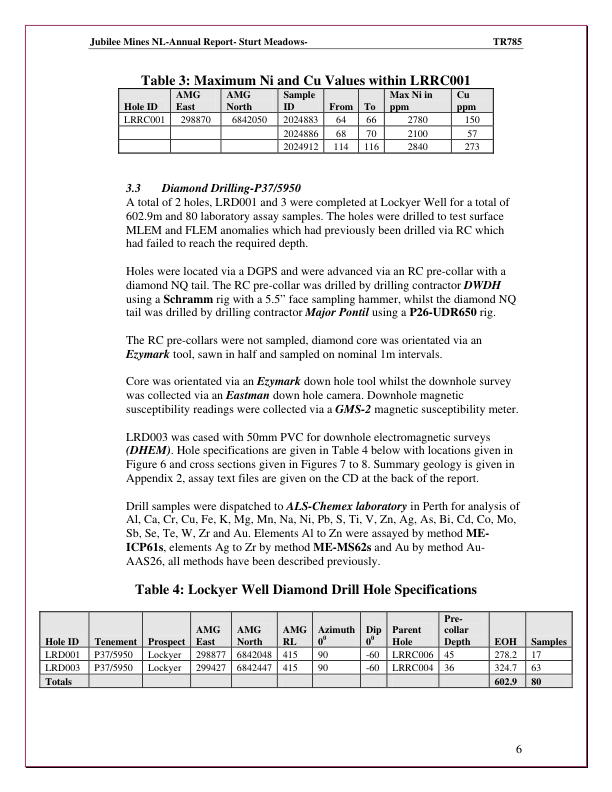 Jubilee Mines NL-Annual Report- Sturt Meadows- TR785
Table 3: Maximum Ni and Cu Values within LRRC001
Hole ID AMG East AMG North Sample ID From To Max Ni in ppm Cu ppm
LRRC001 298870 6842050 2024883 64 66 2780 150
2024886 68 70 2100 57
2024912 114 116 2840 273
3.3 Diamond Drilling-P37/5950
A total of 2 holes, LRD001 and 3 were completed at Lockyer Well for a total of
602.9m and 80 laboratory assay samples. The holes were drilled to test surface
MLEM and FLEM anomalies which had previously been drilled via RC which
had failed to reach the required depth.
Holes were located via a DGPS and were advanced via an RC pre-collar with a
diamond NQ tail. The RC pre-collar was drilled by drilling contractor DWDH
using a Schramm rig with a 5.5” face sampling hammer, whilst the diamond NQ
tail was drilled by drilling contractor Major Pontil using a P26-UDR650 rig.
The RC pre-collars were not sampled, diamond core was orientated via an
Ezymark tool, sawn in half and sampled on nominal 1m intervals.
Core was orientated via an Ezymark down hole tool whilst the downhole survey
was collected via an Eastman down hole camera. Downhole magnetic
susceptibility readings were collected via a GMS-2 magnetic susceptibility meter.
LRD003 was cased with 50mm PVC for downhole electromagnetic surveys
(DHEM). Hole specifications are given in Table 4 below with locations given in
Figure 6 and cross sections given in Figures 7 to 8. Summary geology is given in
Appendix 2, assay text files are given on the CD at the back of the report.
Drill samples were dispatched to ALS-Chemex laboratory in Perth for analysis of
Al, Ca, Cr, Cu, Fe, K, Mg, Mn, Na, Ni, Pb, S, Ti, V, Zn, Ag, As, Bi, Cd, Co, Mo,
Sb, Se, Te, W, Zr and Au. Elements Al to Zn were assayed by method ME-
ICP61s, elements Ag to Zr by method ME-MS62s and Au by method Au-
AAS26, all methods have been described previously.
Table 4: Lockyer Well Diamond Drill Hole Specifications
Hole ID Tenement Prospect AMG East AMG North AMG RL Azimuth 0⁰ Dip 0⁰ Parent Hole Pre-collar Depth EOH Samples
LRD001 P37/5950 Lockyer 298877 6842048 415 90 -60 LRRC006 45 278.2 17
LRD003 P37/5950 Lockyer 299427 6842447 415 90 -60 LRRC004 36 324.7 63
Totals 602.9 80
6